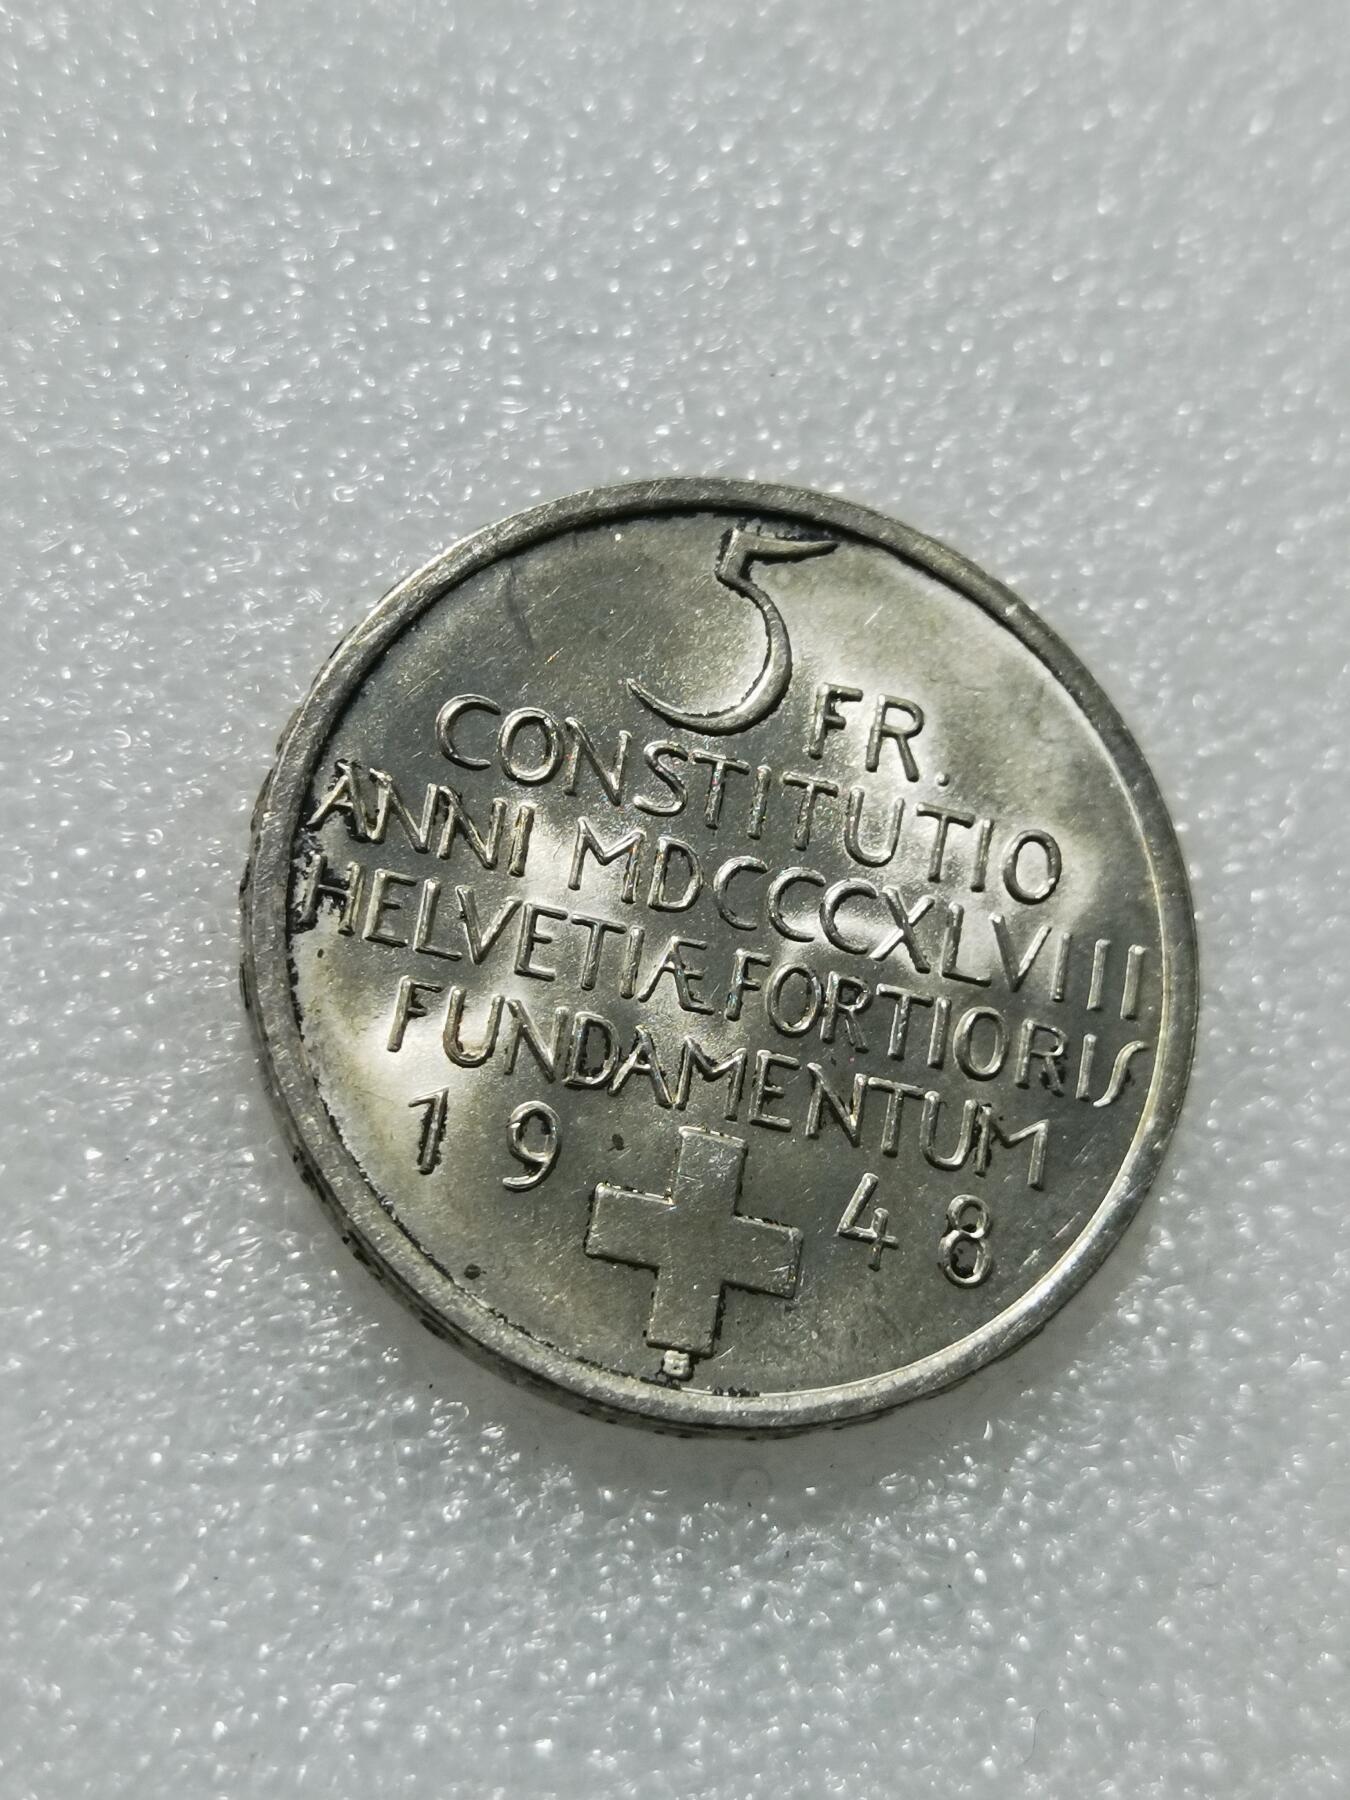 5 FR.
CONSTITUTIO
ANNI MDCCCXLVIII
HELVETIÆ FORTIORIS
FUNDAMENTUM
19 48
B